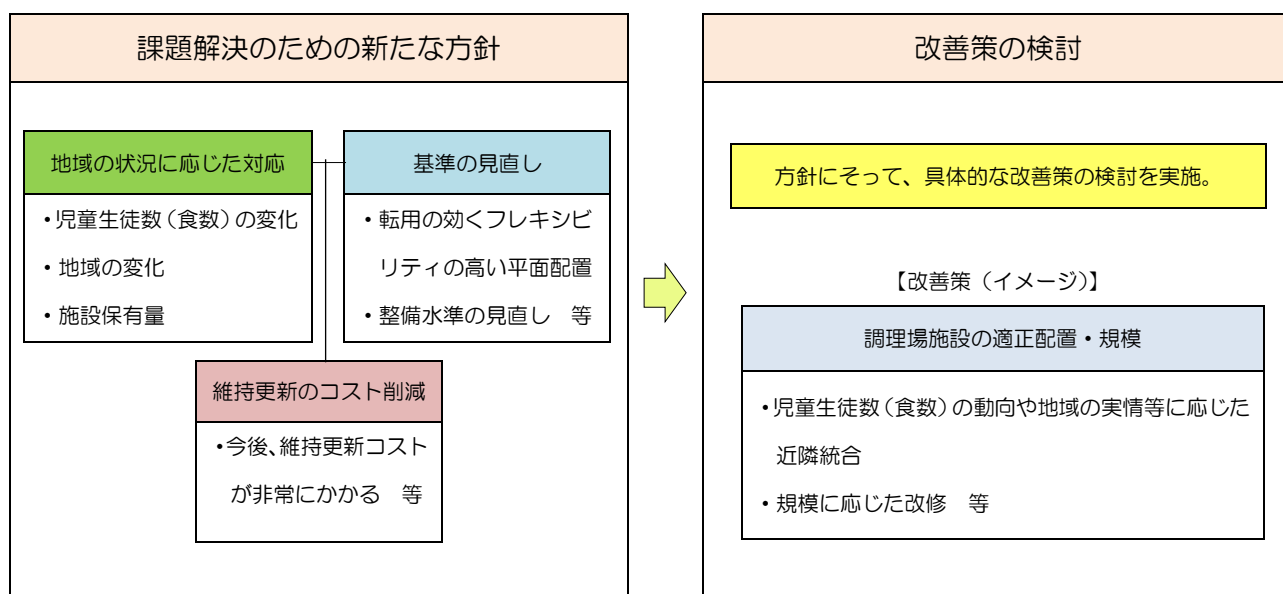 課題解決のための新たな方針
地域の状況に応じた対応
・児童生徒数（食数）の変化
・地域の変化
・施設保有量
基準の見直し
・転用の効くフレキシビ
リティの高い平面配置
・整備水準の見直し　等
維持更新のコスト削減
・今後、維持更新コスト
が非常にかかる　等
改善策の検討
方針にそって、具体的な改善策の検討を実施。
【改善策（イメージ）】
調理場施設の適正配置・規模
・児童生徒数（食数）の動向や地域の実情等に応じた
近隣統合
・規模に応じた改修　等